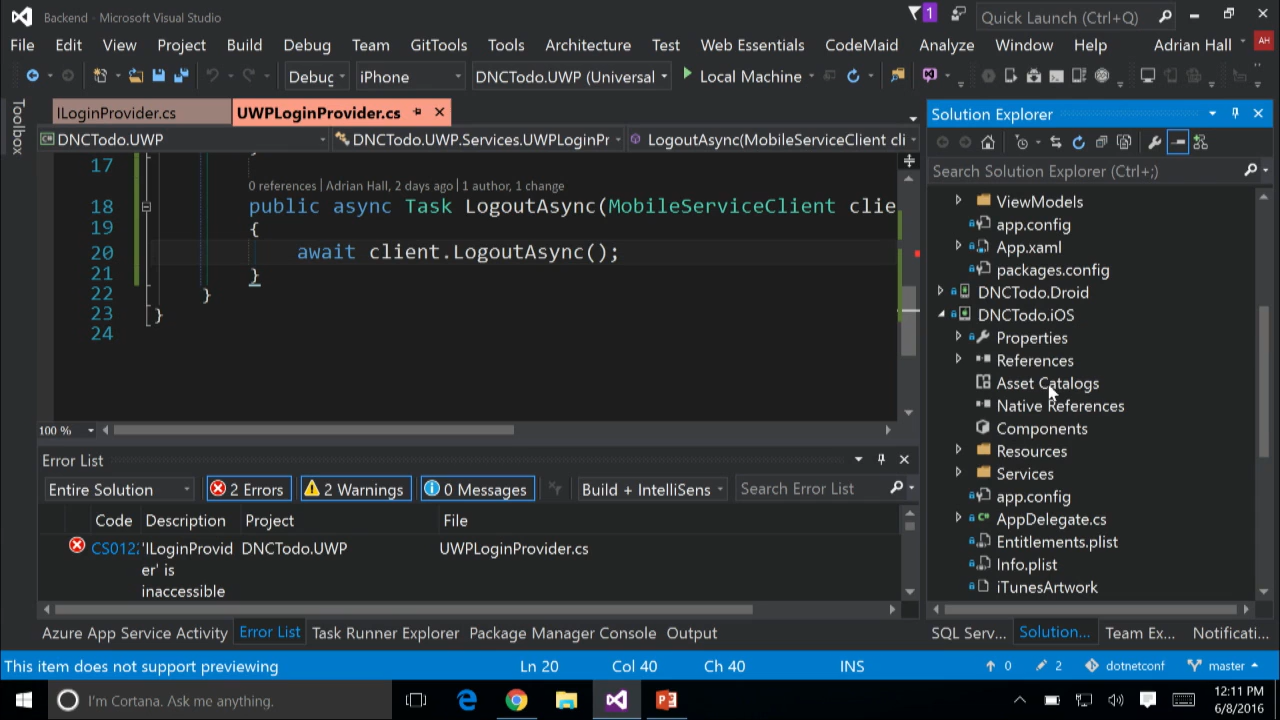 Backend - Microsoft Visual Studio
1
Quick Launch (Ctrl+Q)
File Edit View Project Build Debug Team GitTools Tools Architecture Test Web Essentials CodeMaid Analyze Window Help Adrian Hall AH
Debug iPhone DNCTodo.UWP (Universal Local Machine
Toolbox
ILoginProvider.cs UWPLoginProvider.cs
DNCTodo.UWP DNCTodo.UWP.Services.UWPLoginPr LogoutAsync(MobileServiceClient cli
17
0 references | Adrian Hall, 2 days ago | 1 author, 1 change
18 public async Task LogoutAsync(MobileServiceClient clie
19 {
20 await client.LogoutAsync();
21 }
22 }
23 }
24
100 %
Error List
Entire Solution 2 Errors 2 Warnings 0 Messages Build + IntelliSens Search Error List
Code Description Project File
CS012 'ILoginProvid DNCTodo.UWP UWPLoginProvider.cs
er' is
inaccessible
Azure App Service Activity Error List Task Runner Explorer Package Manager Console Output
Solution Explorer
Search Solution Explorer (Ctrl+;)
ViewModels
app.config
App.xaml
packages.config
DNCTodo.Droid
DNCTodo.iOS
Properties
References
Asset Catalogs
Native References
Components
Resources
Services
app.config
AppDelegate.cs
Entitlements.plist
Info.plist
iTunesArtwork
SQL Serv... Solution... Team Ex... Notificati...
This item does not support previewing Ln 20 Col 40 Ch 40 INS 0 2 dotnetconf master
I'm Cortana. Ask me anything.
12:11 PM
6/8/2016